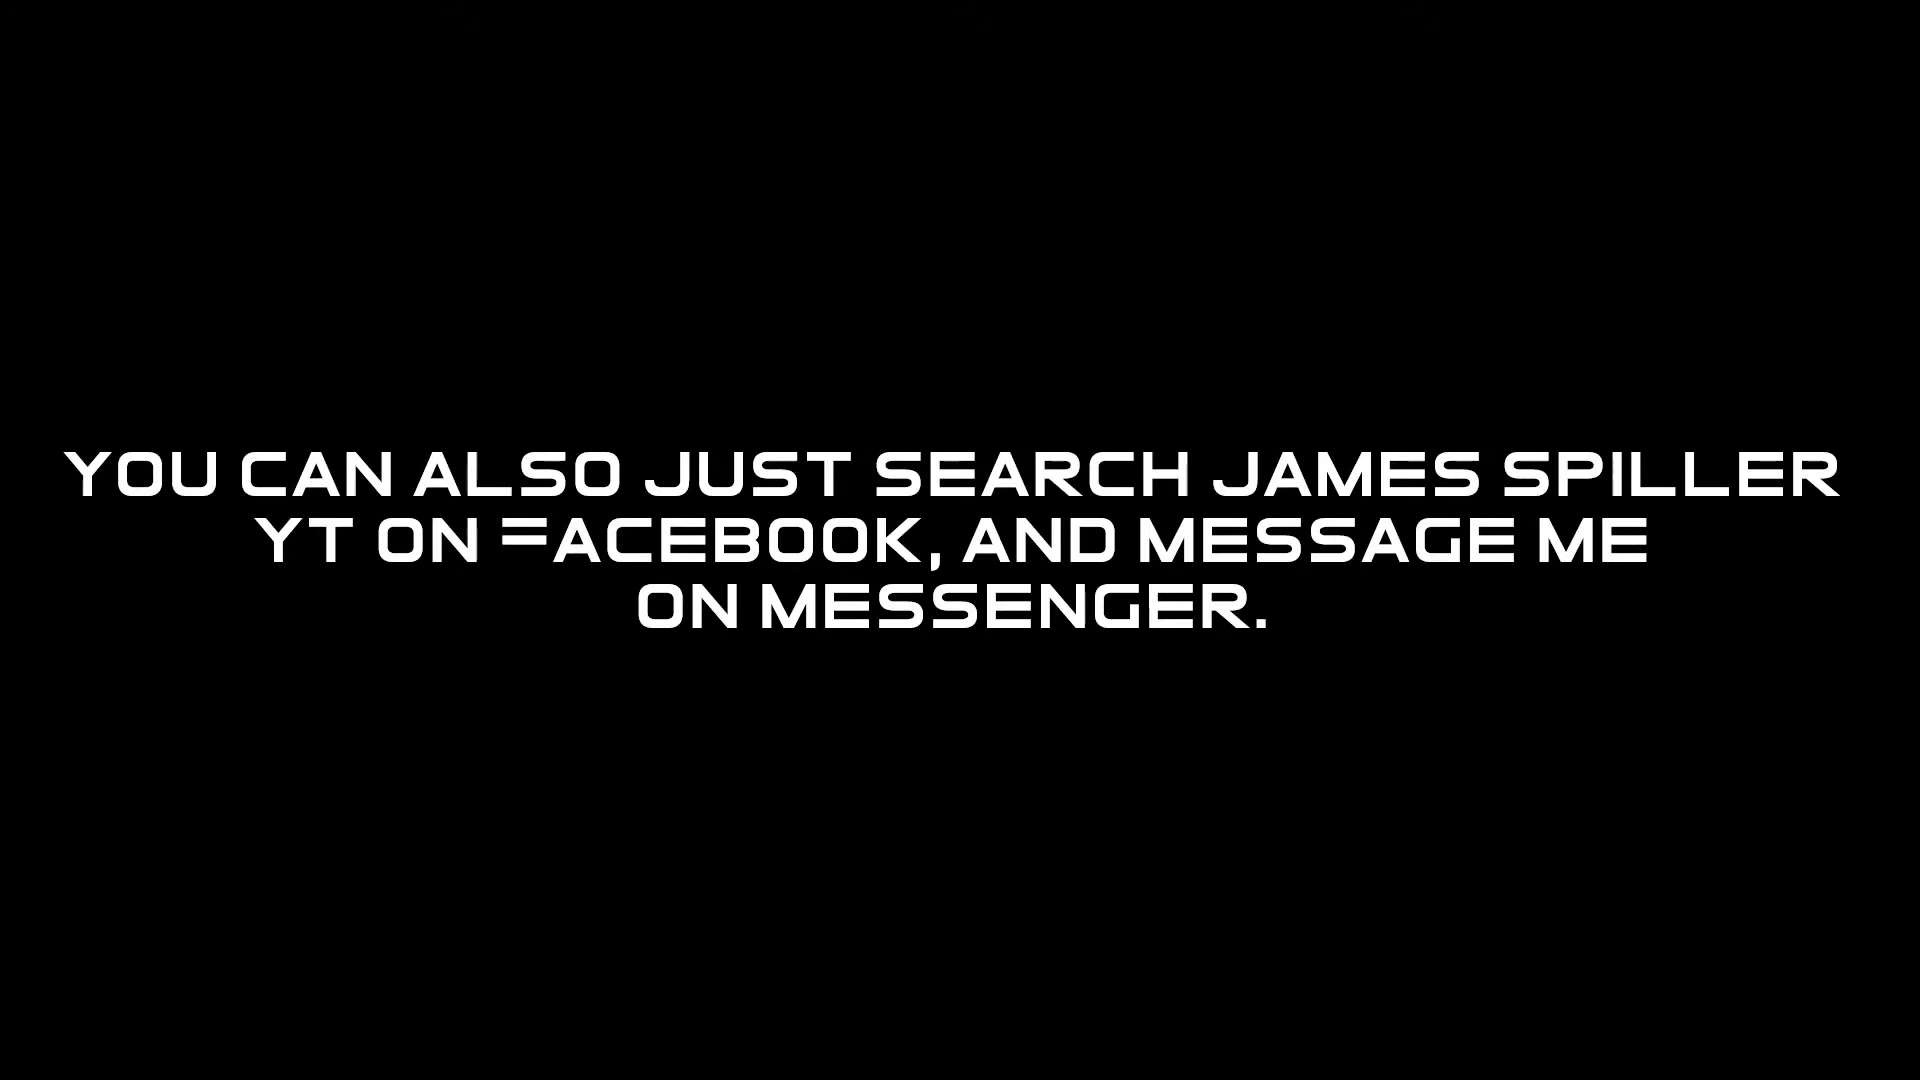 YOU CAN ALSO JUST SEARCH JAMES SPILLER
YT ON FACEBOOK, AND MESSAGE ME
ON MESSENGER.